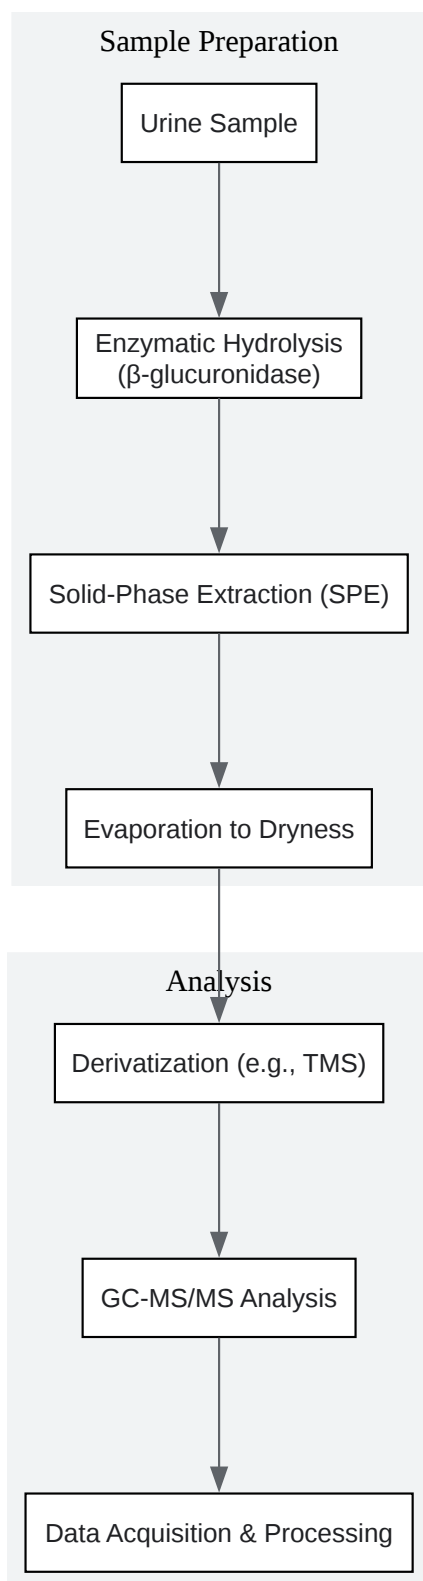 Sample Preparation
Urine Sample
Enzymatic Hydrolysis
(β-glucuronidase)
Solid-Phase Extraction (SPE)
Evaporation to Dryness
Analysis
Derivatization (e.g., TMS)
GC-MS/MS Analysis
Data Acquisition & Processing